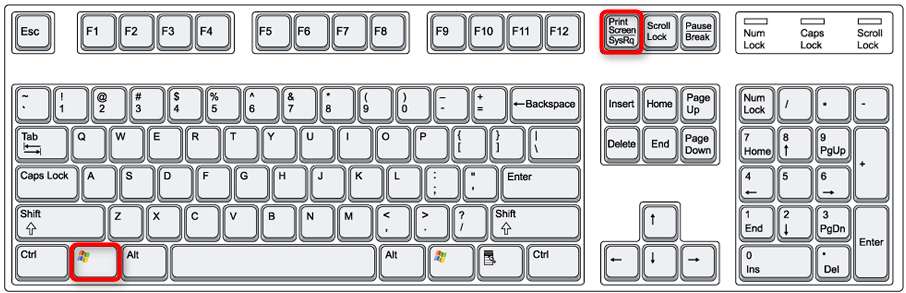 Esc F1 F2 F3 F4 F5 F6 F7 F8 F9 F10 F11 F12 Print Screen SysRq Scroll Lock Pause Break Num Lock Caps Lock Scroll Lock
~ ` ! 1 @ 2 # 3 $ 4 % 5 ^ 6 & 7 * 8 ( 9 ) 0 _ - + = ←Backspace Insert Home Page Up Num Lock / * -
Tab Q W E R T Y U I O P { [ } ] | \ Delete End Page Down 7 Home 8 ↑ 9 PgUp +
Caps Lock A S D F G H J K L : ; " ' Enter 4 ← 5 6 →
Shift Z X C V B N M < , > . ? / Shift ↑ 1 End 2 ↓ 3 PgDn Enter
Ctrl Alt Alt Ctrl ← ↓ → 0 Ins * Del